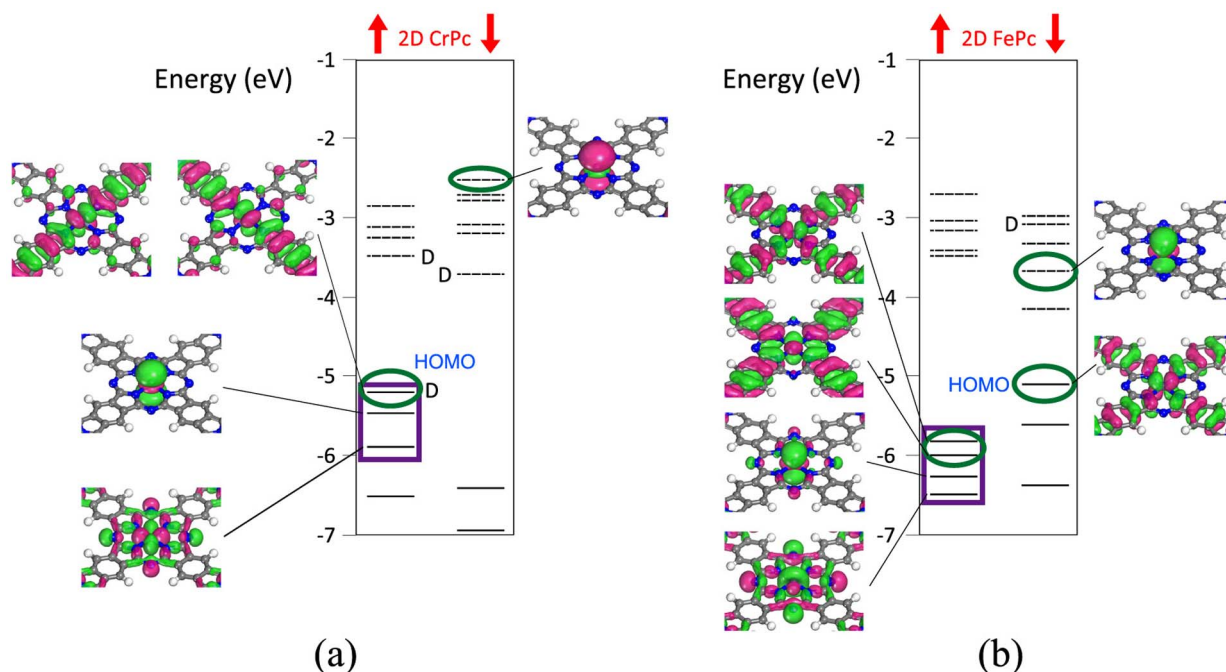 2D CrPc
Energy (eV)
-1
-2
-3
-4
-5
-6
-7
D
D
HOMO
D
(a)
2D FePc
Energy (eV)
-1
-2
-3
-4
-5
-6
-7
D
HOMO
(b)